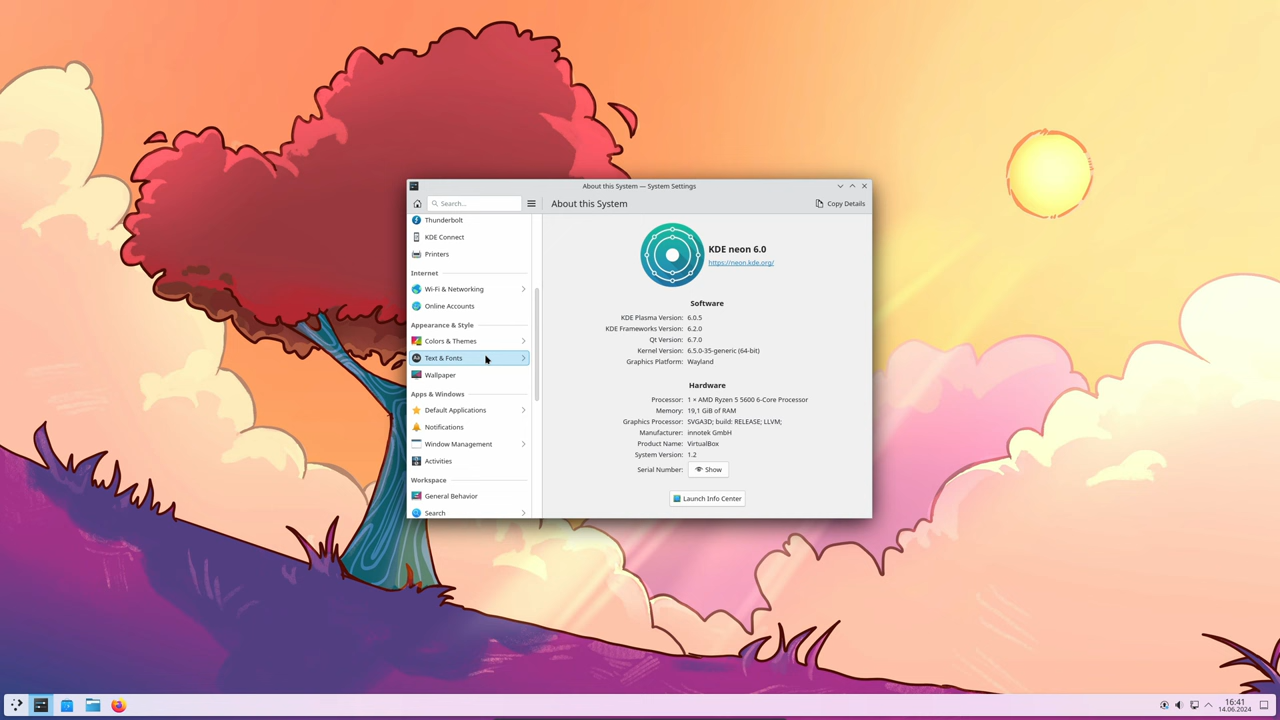 About this System — System Settings
Search...
About this System
Copy Details
Thunderbolt
KDE Connect
Printers
Internet
Wi-Fi & Networking
Online Accounts
Appearance & Style
Colors & Themes
Aa Text & Fonts
Wallpaper
Apps & Windows
Default Applications
Notifications
Window Management
Activities
Workspace
General Behavior
Search
KDE neon 6.0
https://neon.kde.org/
Software
KDE Plasma Version: 6.0.5
KDE Frameworks Version: 6.2.0
Qt Version: 6.7.0
Kernel Version: 6.5.0-35-generic (64-bit)
Graphics Platform: Wayland
Hardware
Processor: 1 × AMD Ryzen 5 5600 6-Core Processor
Memory: 19,1 GiB of RAM
Graphics Processor: SVGA3D; build: RELEASE; LLVM;
Manufacturer: innotek GmbH
Product Name: VirtualBox
System Version: 1.2
Serial Number: Show
Launch Info Center
16:41
14.06.2024